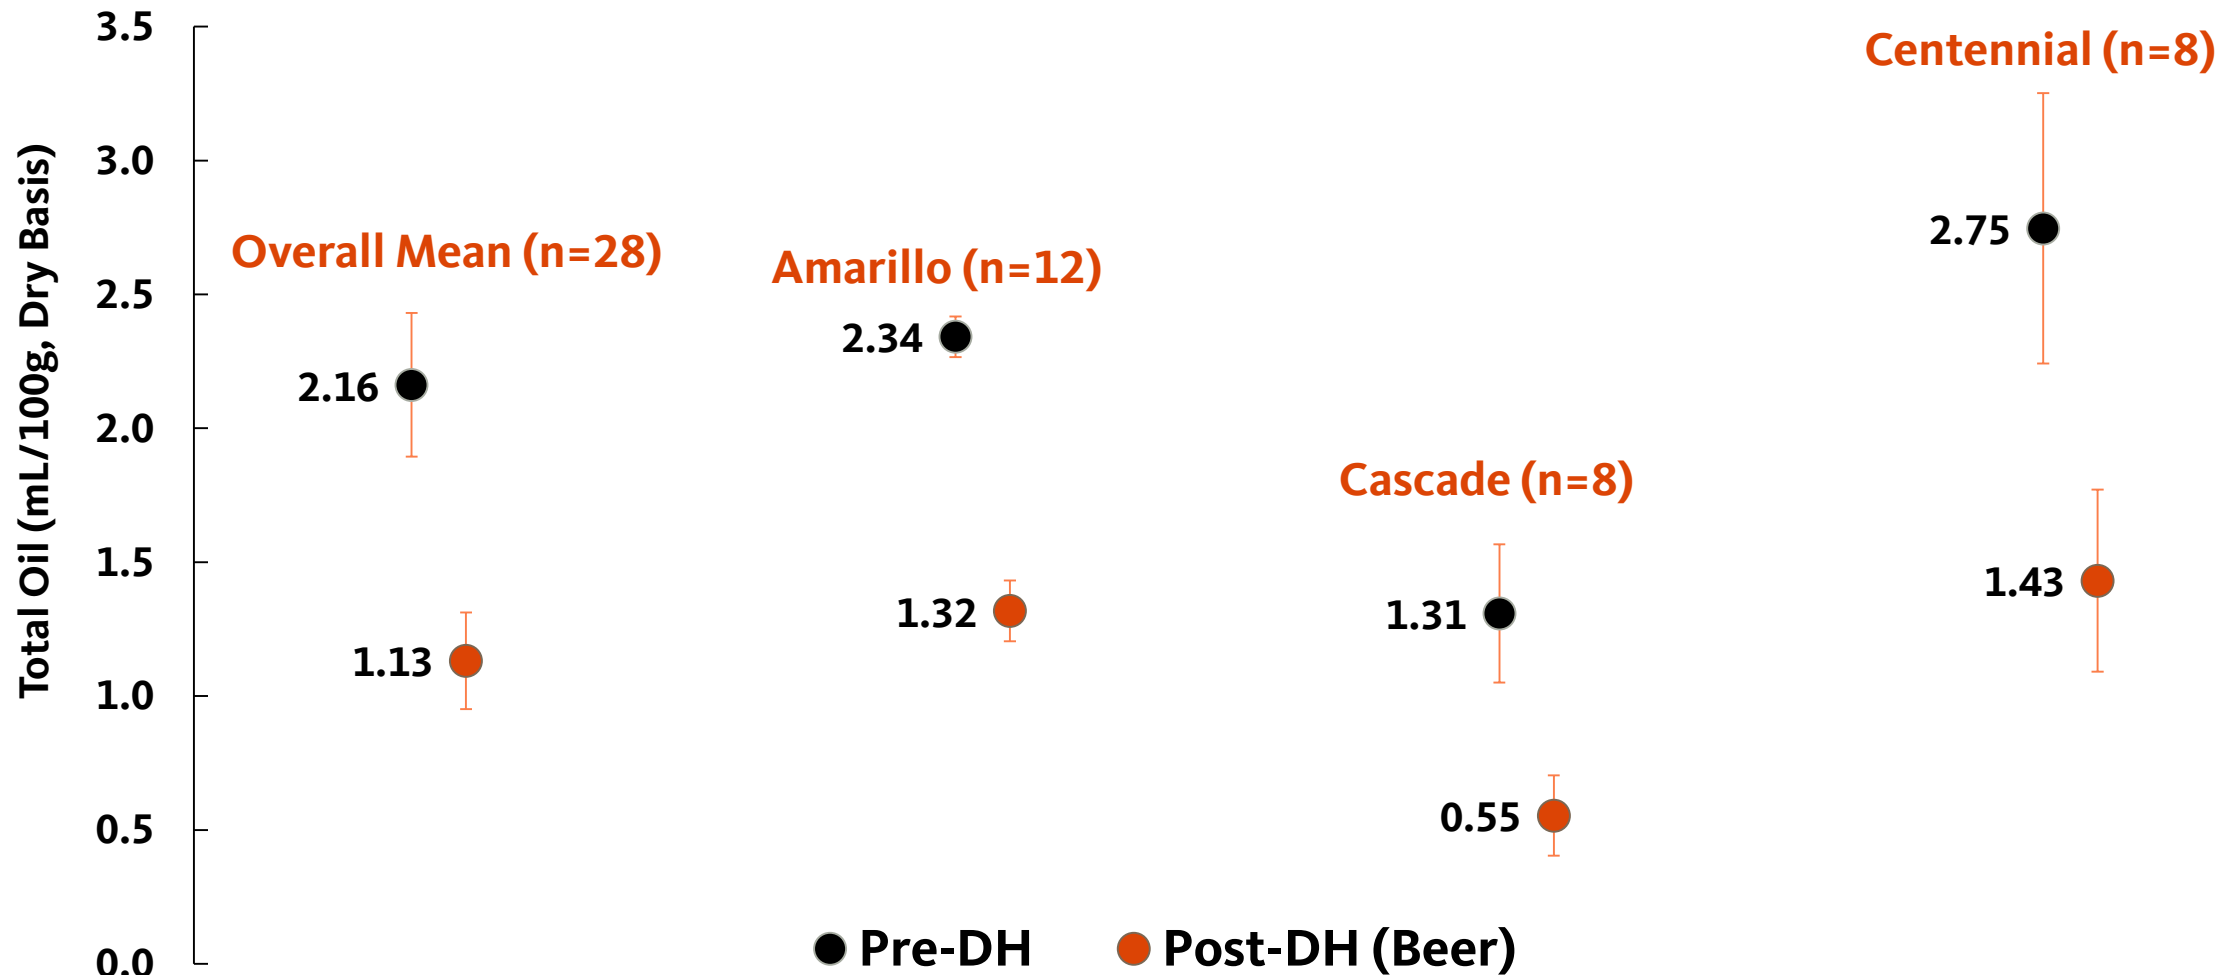 3.5
3.0
2.5
2.0
1.5
1.0
0.5
0.0
Total Oil (mL/100g, Dry Basis)
Overall Mean (n=28)
2.16
1.13
Amarillo (n=12)
2.34
1.32
Cascade (n=8)
1.31
0.55
Centennial (n=8)
2.75
1.43
Pre-DH
Post-DH (Beer)